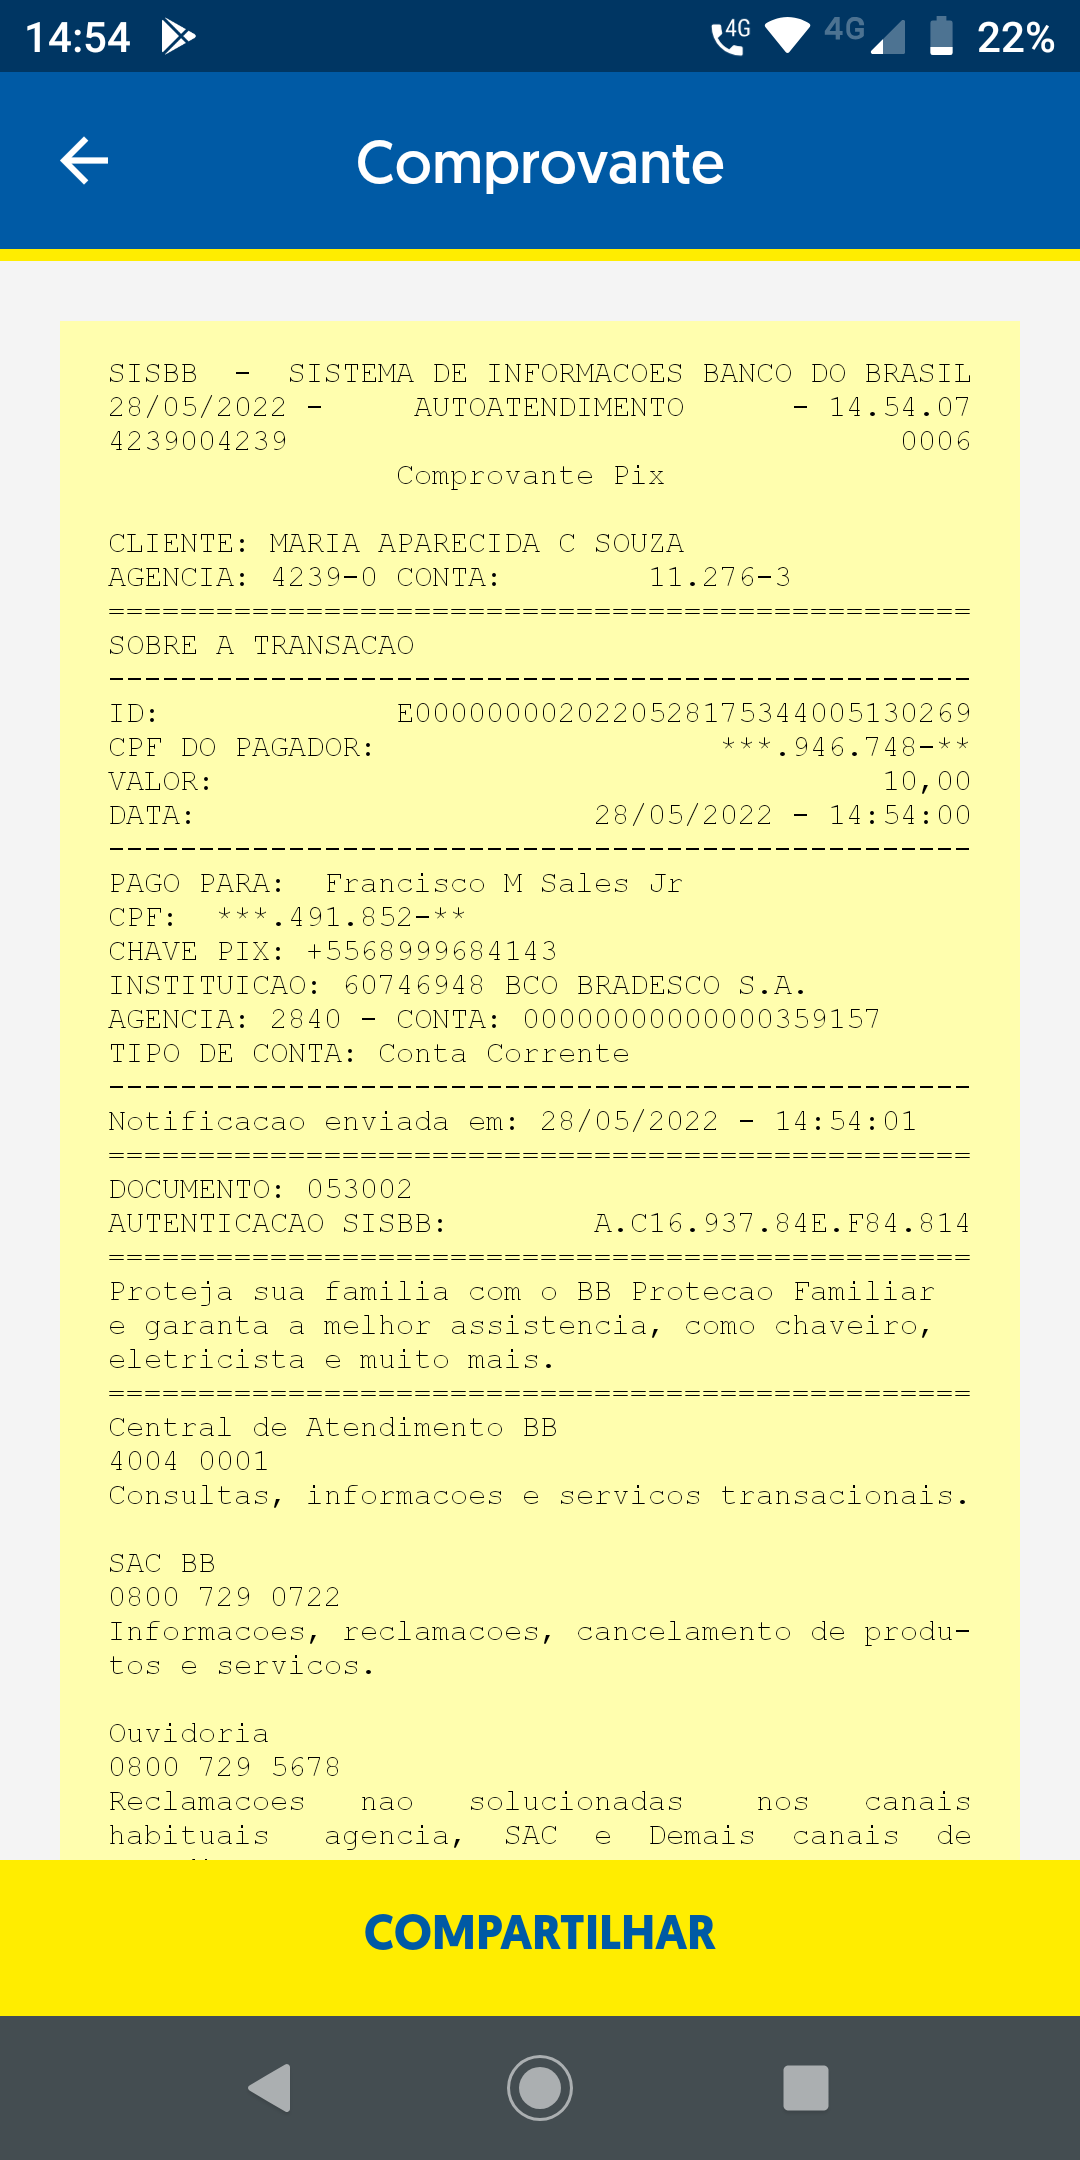 14:54 4G 4G 22%
Comprovante
SISBB - SISTEMA DE INFORMACOES BANCO DO BRASIL
28/05/2022 - AUTOATENDIMENTO - 14.54.07
4239004239 0006
Comprovante Pix
CLIENTE: MARIA APARECIDA C SOUZA
AGENCIA: 4239-0 CONTA: 11.276-3
================================================
SOBRE A TRANSACAO
------------------------------------------------
ID: E0000000020220528175344005130269
CPF DO PAGADOR: ***.946.748-**
VALOR: 10,00
DATA: 28/05/2022 - 14:54:00
------------------------------------------------
PAGO PARA: Francisco M Sales Jr
CPF: ***.491.852-**
CHAVE PIX: +5568999684143
INSTITUICAO: 60746948 BCO BRADESCO S.A.
AGENCIA: 2840 - CONTA: 00000000000000359157
TIPO DE CONTA: Conta Corrente
------------------------------------------------
Notificacao enviada em: 28/05/2022 - 14:54:01
================================================
DOCUMENTO: 053002
AUTENTICACAO SISBB: A.C16.937.84E.F84.814
================================================
Proteja sua familia com o BB Protecao Familiar
e garanta a melhor assistencia, como chaveiro,
eletricista e muito mais.
================================================
Central de Atendimento BB
4004 0001
Consultas, informacoes e servicos transacionais.
SAC BB
0800 729 0722
Informacoes, reclamacoes, cancelamento de produ-
tos e servicos.
Ouvidoria
0800 729 5678
Reclamacoes nao solucionadas nos canais
habituais agencia, SAC e Demais canais de
COMPARTILHAR